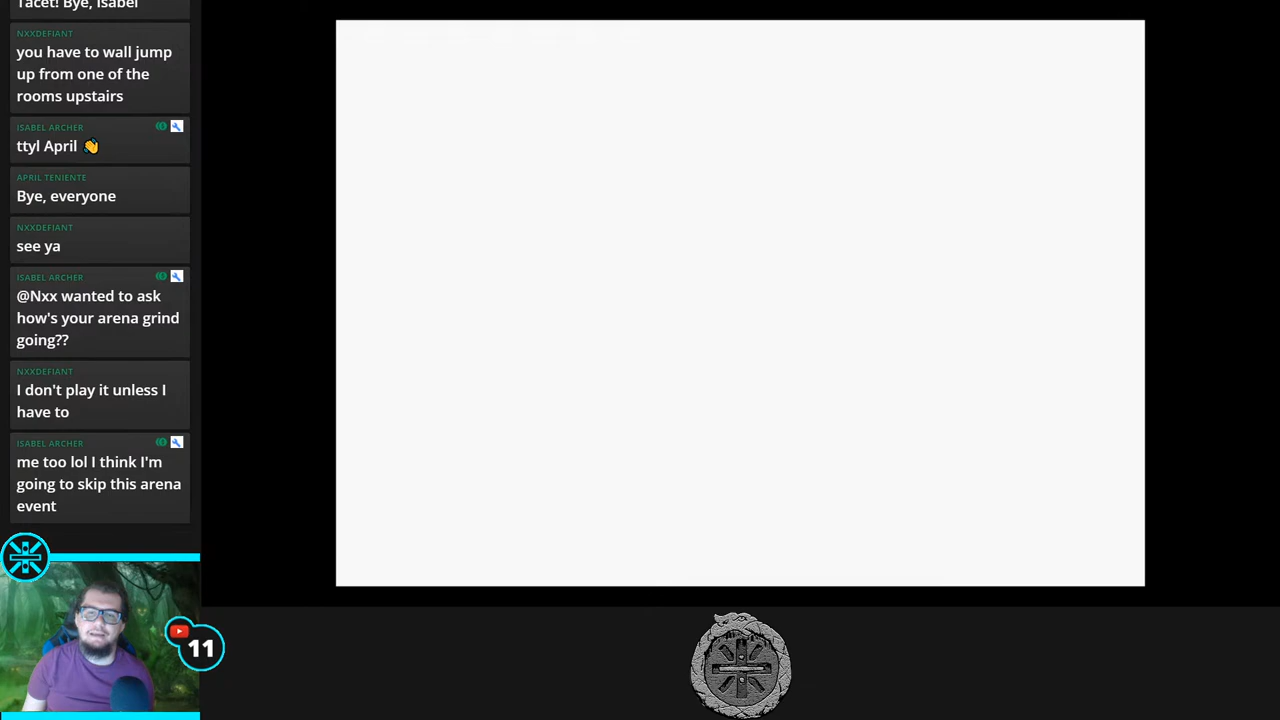 Tacet! Bye, Isabel
NXXDEFIANT
you have to wall jump
up from one of the
rooms upstairs
ISABEL ARCHER
ttyl April 👋
APRIL TENIENTE
Bye, everyone
NXXDEFIANT
see ya
ISABEL ARCHER
@Nxx wanted to ask
how's your arena grind
going??
NXXDEFIANT
I don't play it unless I
have to
ISABEL ARCHER
me too lol I think I'm
going to skip this arena
event
11